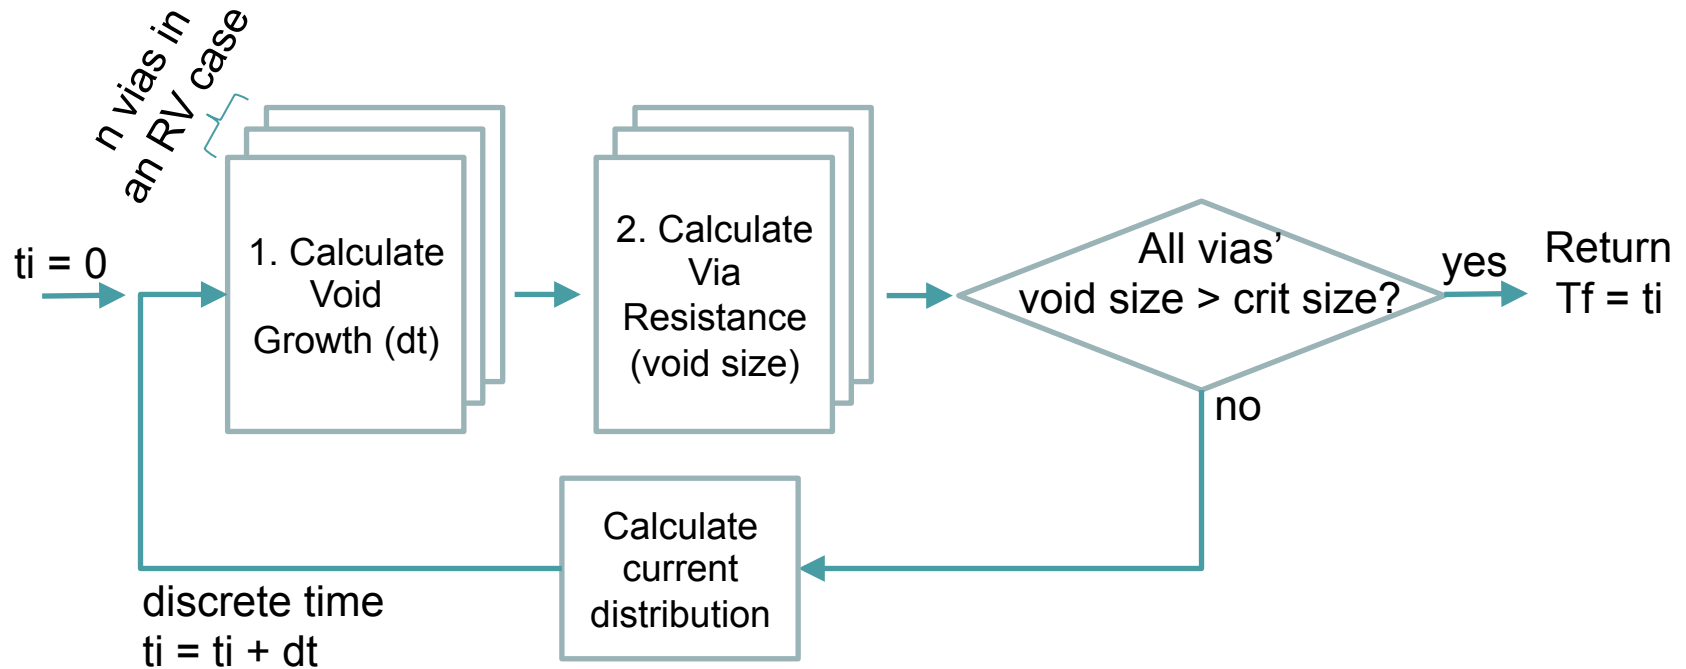 n vias in
an RV case
ti = 0
1. Calculate
Void
Growth (dt)
2. Calculate
Via
Resistance
(void size)
All vias’
void size > crit size?
yes
Return
Tf = ti
no
Calculate
current
distribution
discrete time
ti = ti + dt